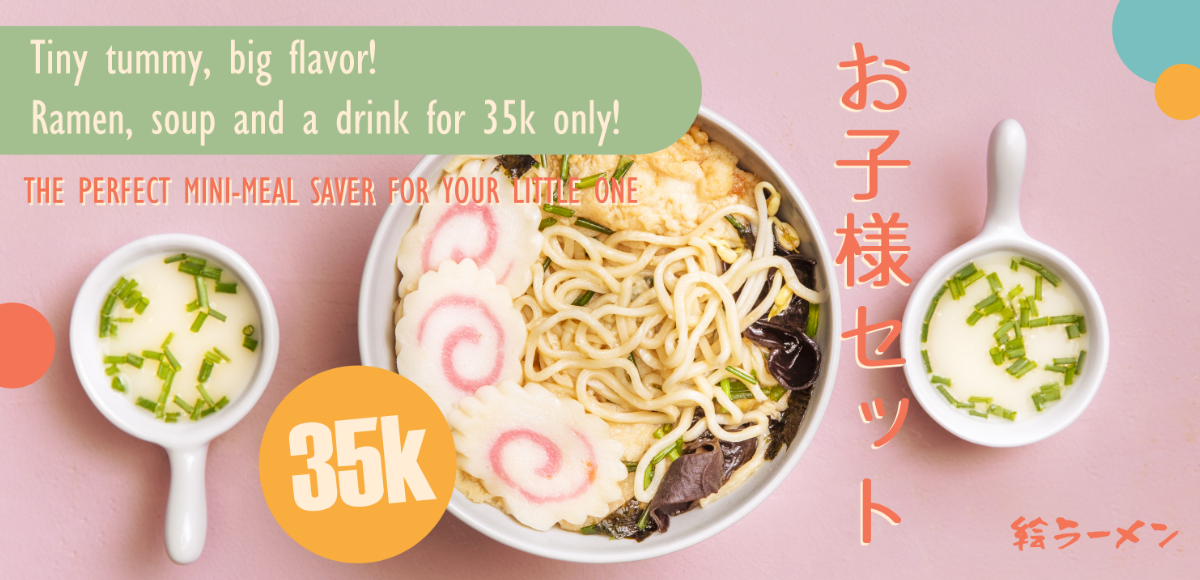 Tiny tummy, big flavor!
Ramen, soup and a drink for 35k only!
THE PERFECT MINI-MEAL SAVER FOR YOUR LITTLE ONE
お子様セット
35k
絵ラーメン